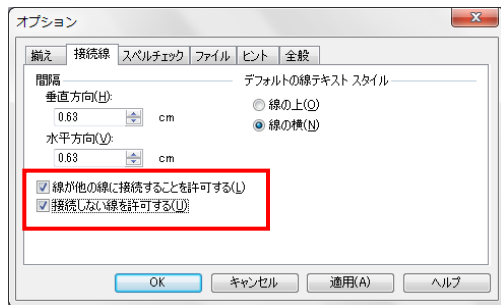 オプション
揃え 接続線 スペルチェック ファイル ヒント 全般
間隔
垂直方向(H):
0.63 cm
水平方向(V):
0.63 cm
デフォルトの線テキスト スタイル
線の上(O)
線の横(N)
線が他の線に接続することを許可する(L)
接続しない線を許可する(U)
OK キャンセル 適用(A) ヘルプ